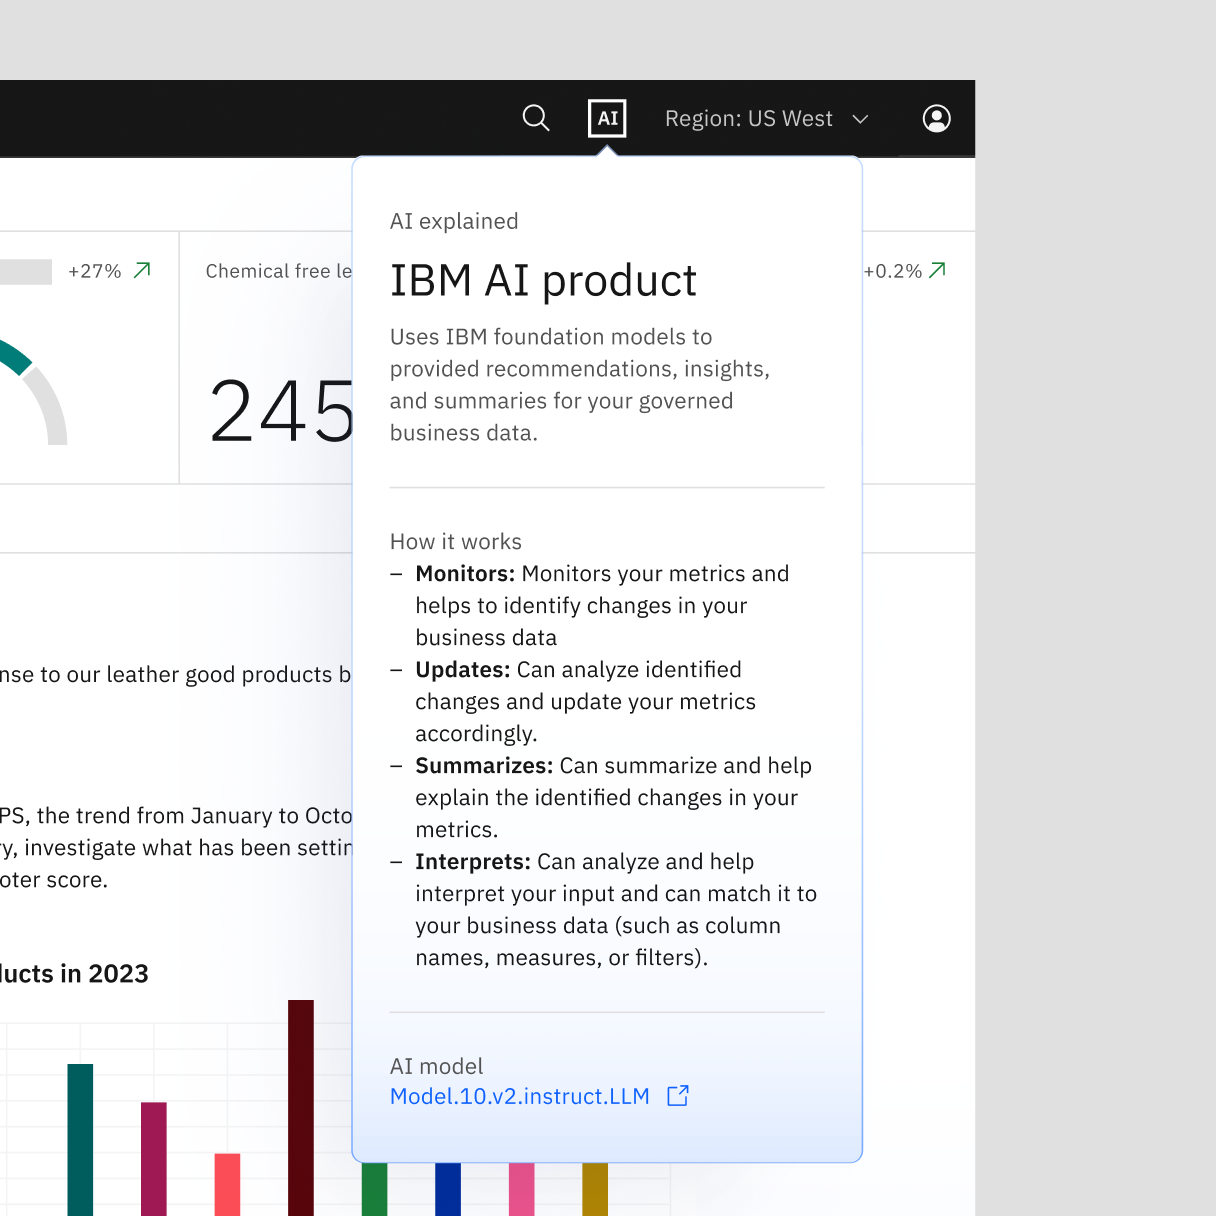 AI
Region: US West
AI explained
IBM AI product
Uses IBM foundation models to
provided recommendations, insights,
and summaries for your governed
business data.
How it works
– Monitors: Monitors your metrics and
helps to identify changes in your
business data
– Updates: Can analyze identified
changes and update your metrics
accordingly.
– Summarizes: Can summarize and help
explain the identified changes in your
metrics.
– Interprets: Can analyze and help
interpret your input and can match it to
your business data (such as column
names, measures, or filters).
AI model
Model.10.v2.instruct.LLM
+27%
Chemical free le
+0.2%
245
nse to our leather good products b
PS, the trend from January to Octo
ry, investigate what has been settin
oter score.
ducts in 2023